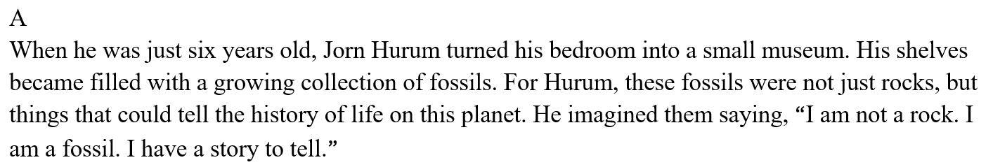 A
When he was just six years old, Jorn Hurum turned his bedroom into a small museum. His shelves
became filled with a growing collection of fossils. For Hurum, these fossils were not just rocks, but
things that could tell the history of life on this planet. He imagined them saying, “I am not a rock. I
am a fossil. I have a story to tell.”